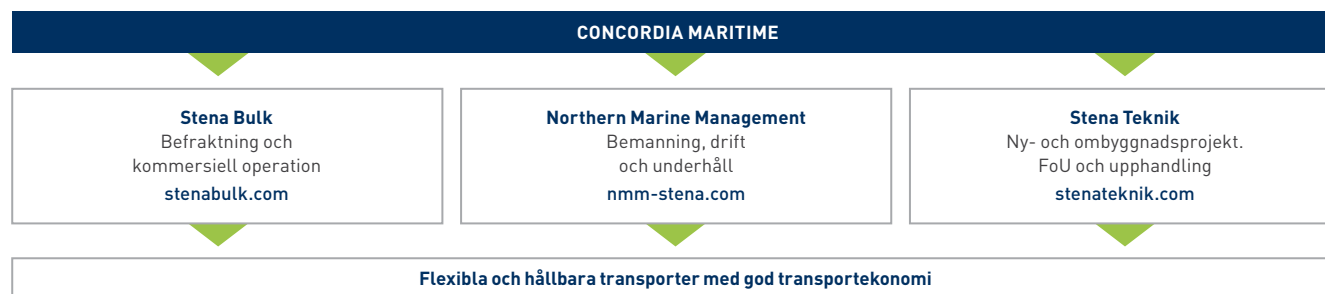 CONCORDIA MARITIME
Stena Bulk
Befraktning och
kommersiell operation
stenabulk.com
Northern Marine Management
Bemanning, drift
och underhåll
nmm-stena.com
Stena Teknik
Ny- och ombyggnadsprojekt.
FoU och upphandling
stenateknik.com
Flexibla och hållbara transporter med god transportekonomi